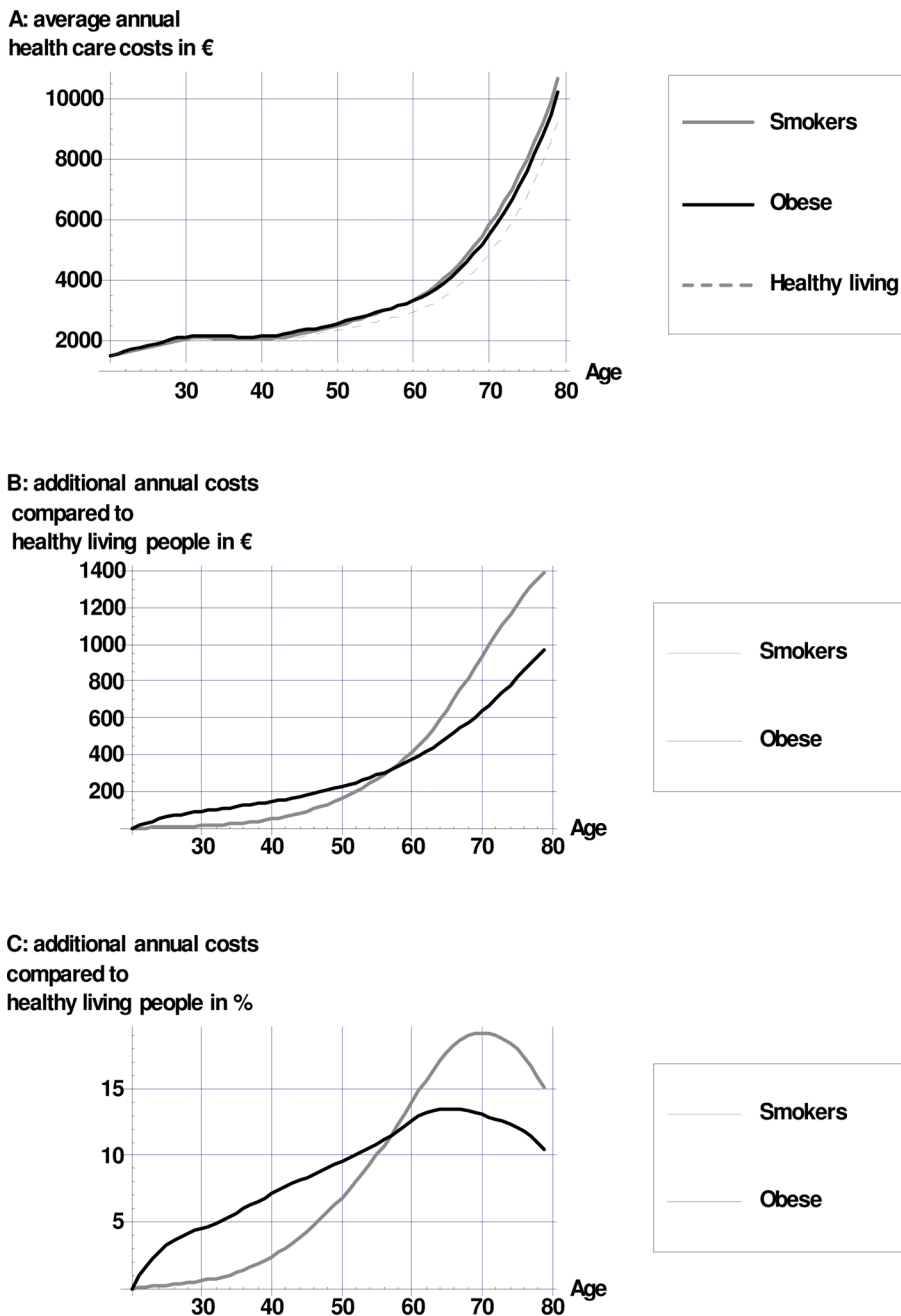 A: average annual
health care costs in €
10000
8000
6000
4000
2000
30 40 50 60 70 80 Age
Smokers
Obese
Healthy living
B: additional annual costs
compared to
healthy living people in €
1400
1200
1000
800
600
400
200
30 40 50 60 70 80 Age
Smokers
Obese
C: additional annual costs
compared to
healthy living people in %
15
10
5
30 40 50 60 70 80 Age
Smokers
Obese